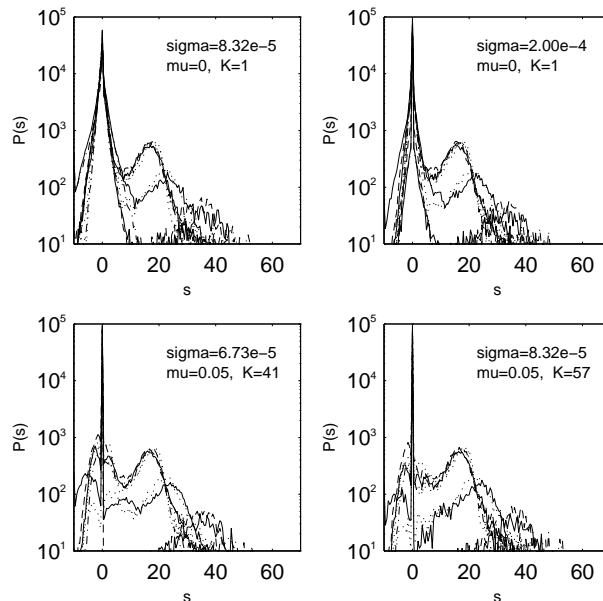 sigma=8.32e-5
mu=0, K=1
10^5
10^4
10^3
10^2
10^1
P(s)
0 20 40 60
s
sigma=2.00e-4
mu=0, K=1
10^5
10^4
10^3
10^2
10^1
P(s)
0 20 40 60
s
sigma=6.73e-5
mu=0.05, K=41
10^5
10^4
10^3
10^2
10^1
P(s)
0 20 40 60
s
sigma=8.32e-5
mu=0.05, K=57
10^5
10^4
10^3
10^2
10^1
P(s)
0 20 40 60
s